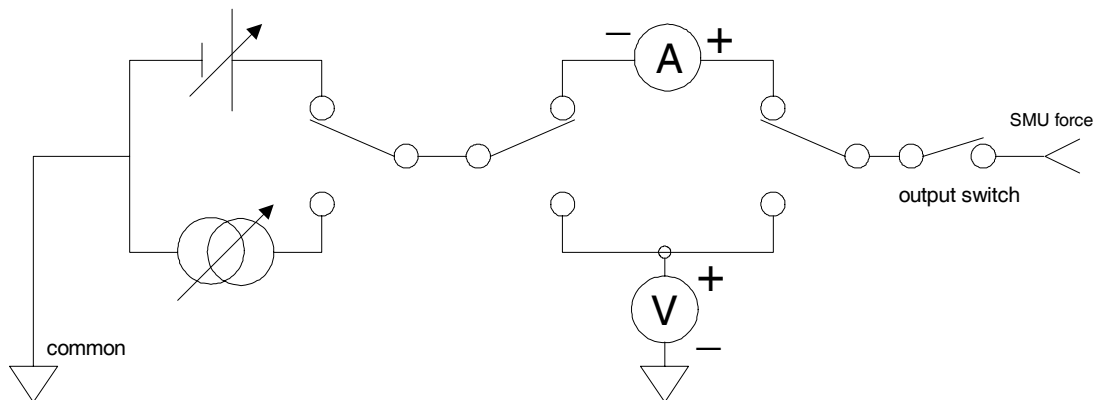 − A +
SMU force
output switch
+
V
−
common